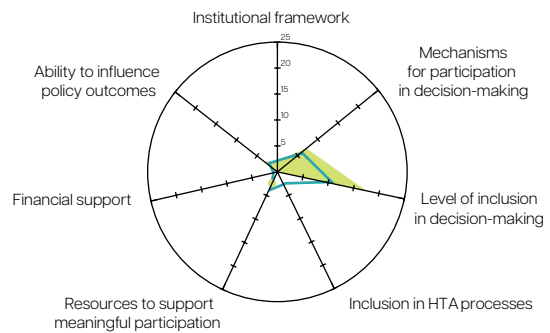 Institutional framework
25
20
15
10
5
Mechanisms
for participation
in decision-making
Ability to influence
policy outcomes
Financial support
Level of inclusion
in decision-making
Resources to support
meaningful participation
Inclusion in HTA processes